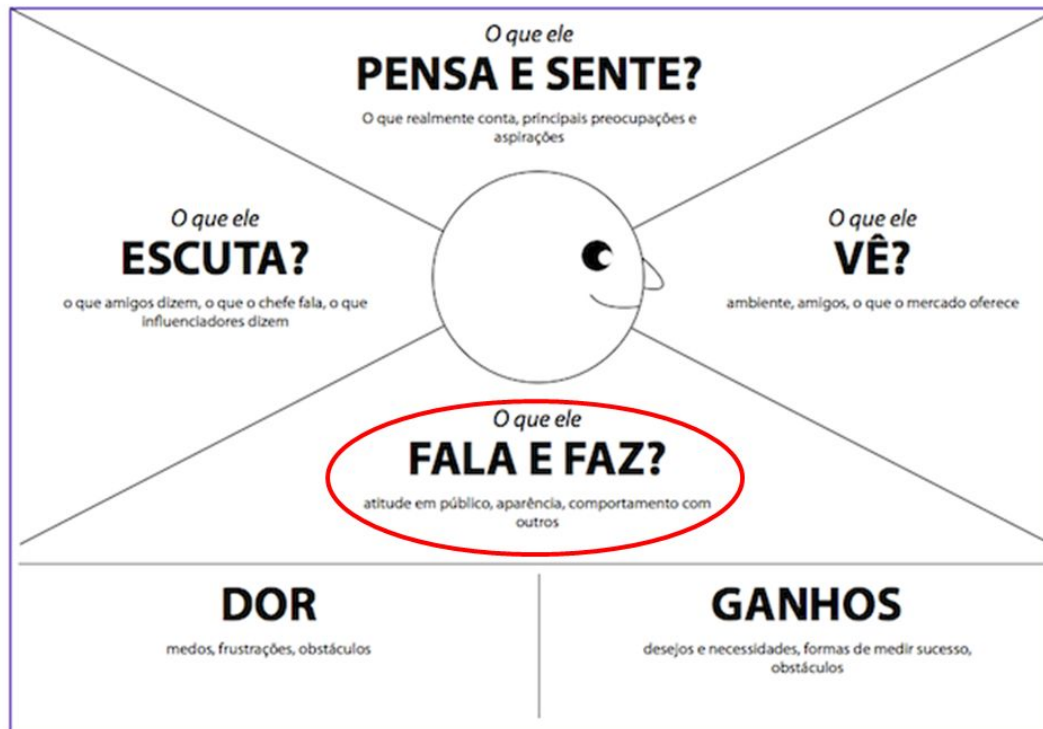 O que ele
PENSA E SENTE?
O que realmente conta, principais preocupações e
aspirações
O que ele
ESCUTA?
o que amigos dizem, o que o chefe fala, o que
influenciadores dizem
O que ele
VÊ?
ambiente, amigos, o que o mercado oferece
O que ele
FALA E FAZ?
atitude em público, aparência, comportamento com
outros
DOR
medos, frustrações, obstáculos
GANHOS
desejos e necessidades, formas de medir sucesso,
obstáculos